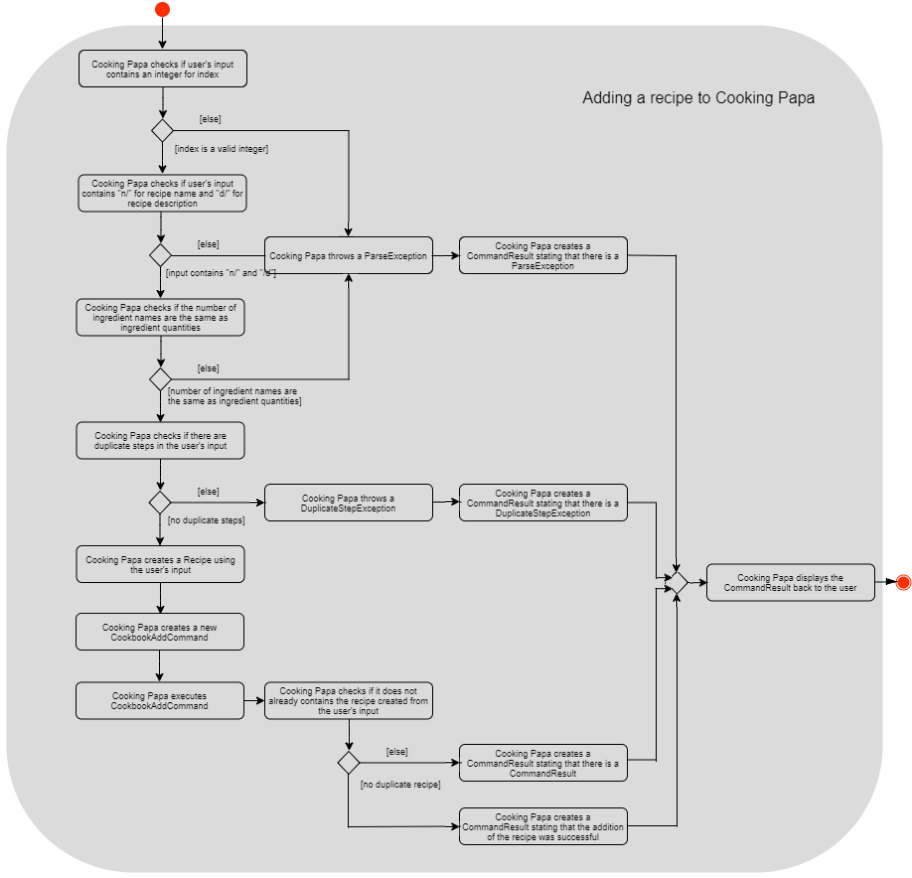 Adding a recipe to Cooking Papa
Cooking Papa checks if user's input
contains an integer for index
[else]
[index is a valid integer]
Cooking Papa checks if user's input
contains "n/" for recipe name and "d/" for
recipe description
[else]
[input contains "n/" and "/d"]
Cooking Papa throws a ParseException
Cooking Papa creates a
CommandResult stating that there is a
ParseException
Cooking Papa checks if the number of
ingredient names are the same as
ingredient quantities
[else]
[number of ingredient names are
the same as ingredient quantities]
Cooking Papa checks if there are
duplicate steps in the user's input
[else]
[no duplicate steps]
Cooking Papa throws a
DuplicateStepException
Cooking Papa creates a
CommandResult stating that there is a
DuplicateStepException
Cooking Papa creates a Recipe using
the user's input
Cooking Papa displays the
CommandResult back to the user
Cooking Papa creates a new
CookbookAddCommand
Cooking Papa executes
CookbookAddCommand
Cooking Papa checks if it does not
already contains the recipe created from
the user's input
[else]
[no duplicate recipe]
Cooking Papa creates a
CommandResult stating that there is a
CommandResult
Cooking Papa creates a
CommandResult stating that the addition
of the recipe was successful